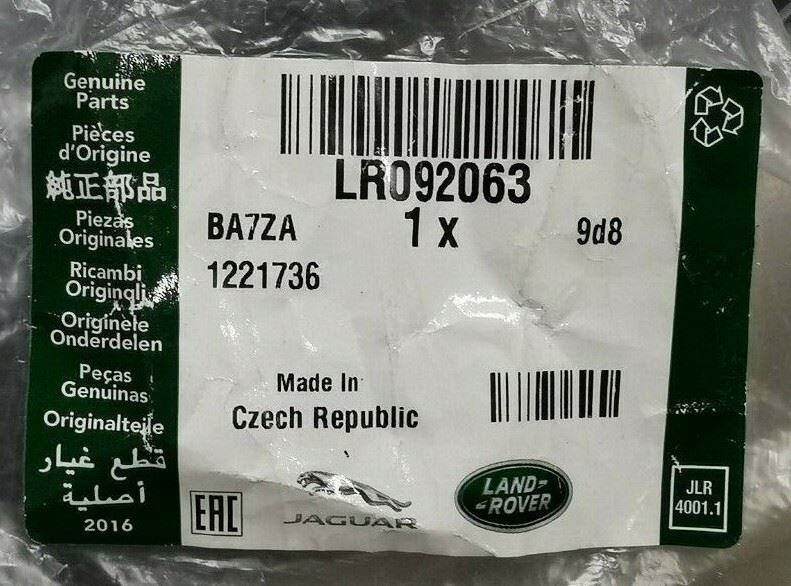 Genuine
Parts
Pièces
d'Origine
純正部品
Piezas
Originales
Ricambi
Originali
Originele
Onderdelen
Peças
Genuinas
Originalteile
قطع غيار
أصلية
2016
LR092063
BA7ZA 1 x 9d8
1221736
Made In
Czech Republic
EAC
JAGUAR
LAND-
-ROVER
JLR
4001.1